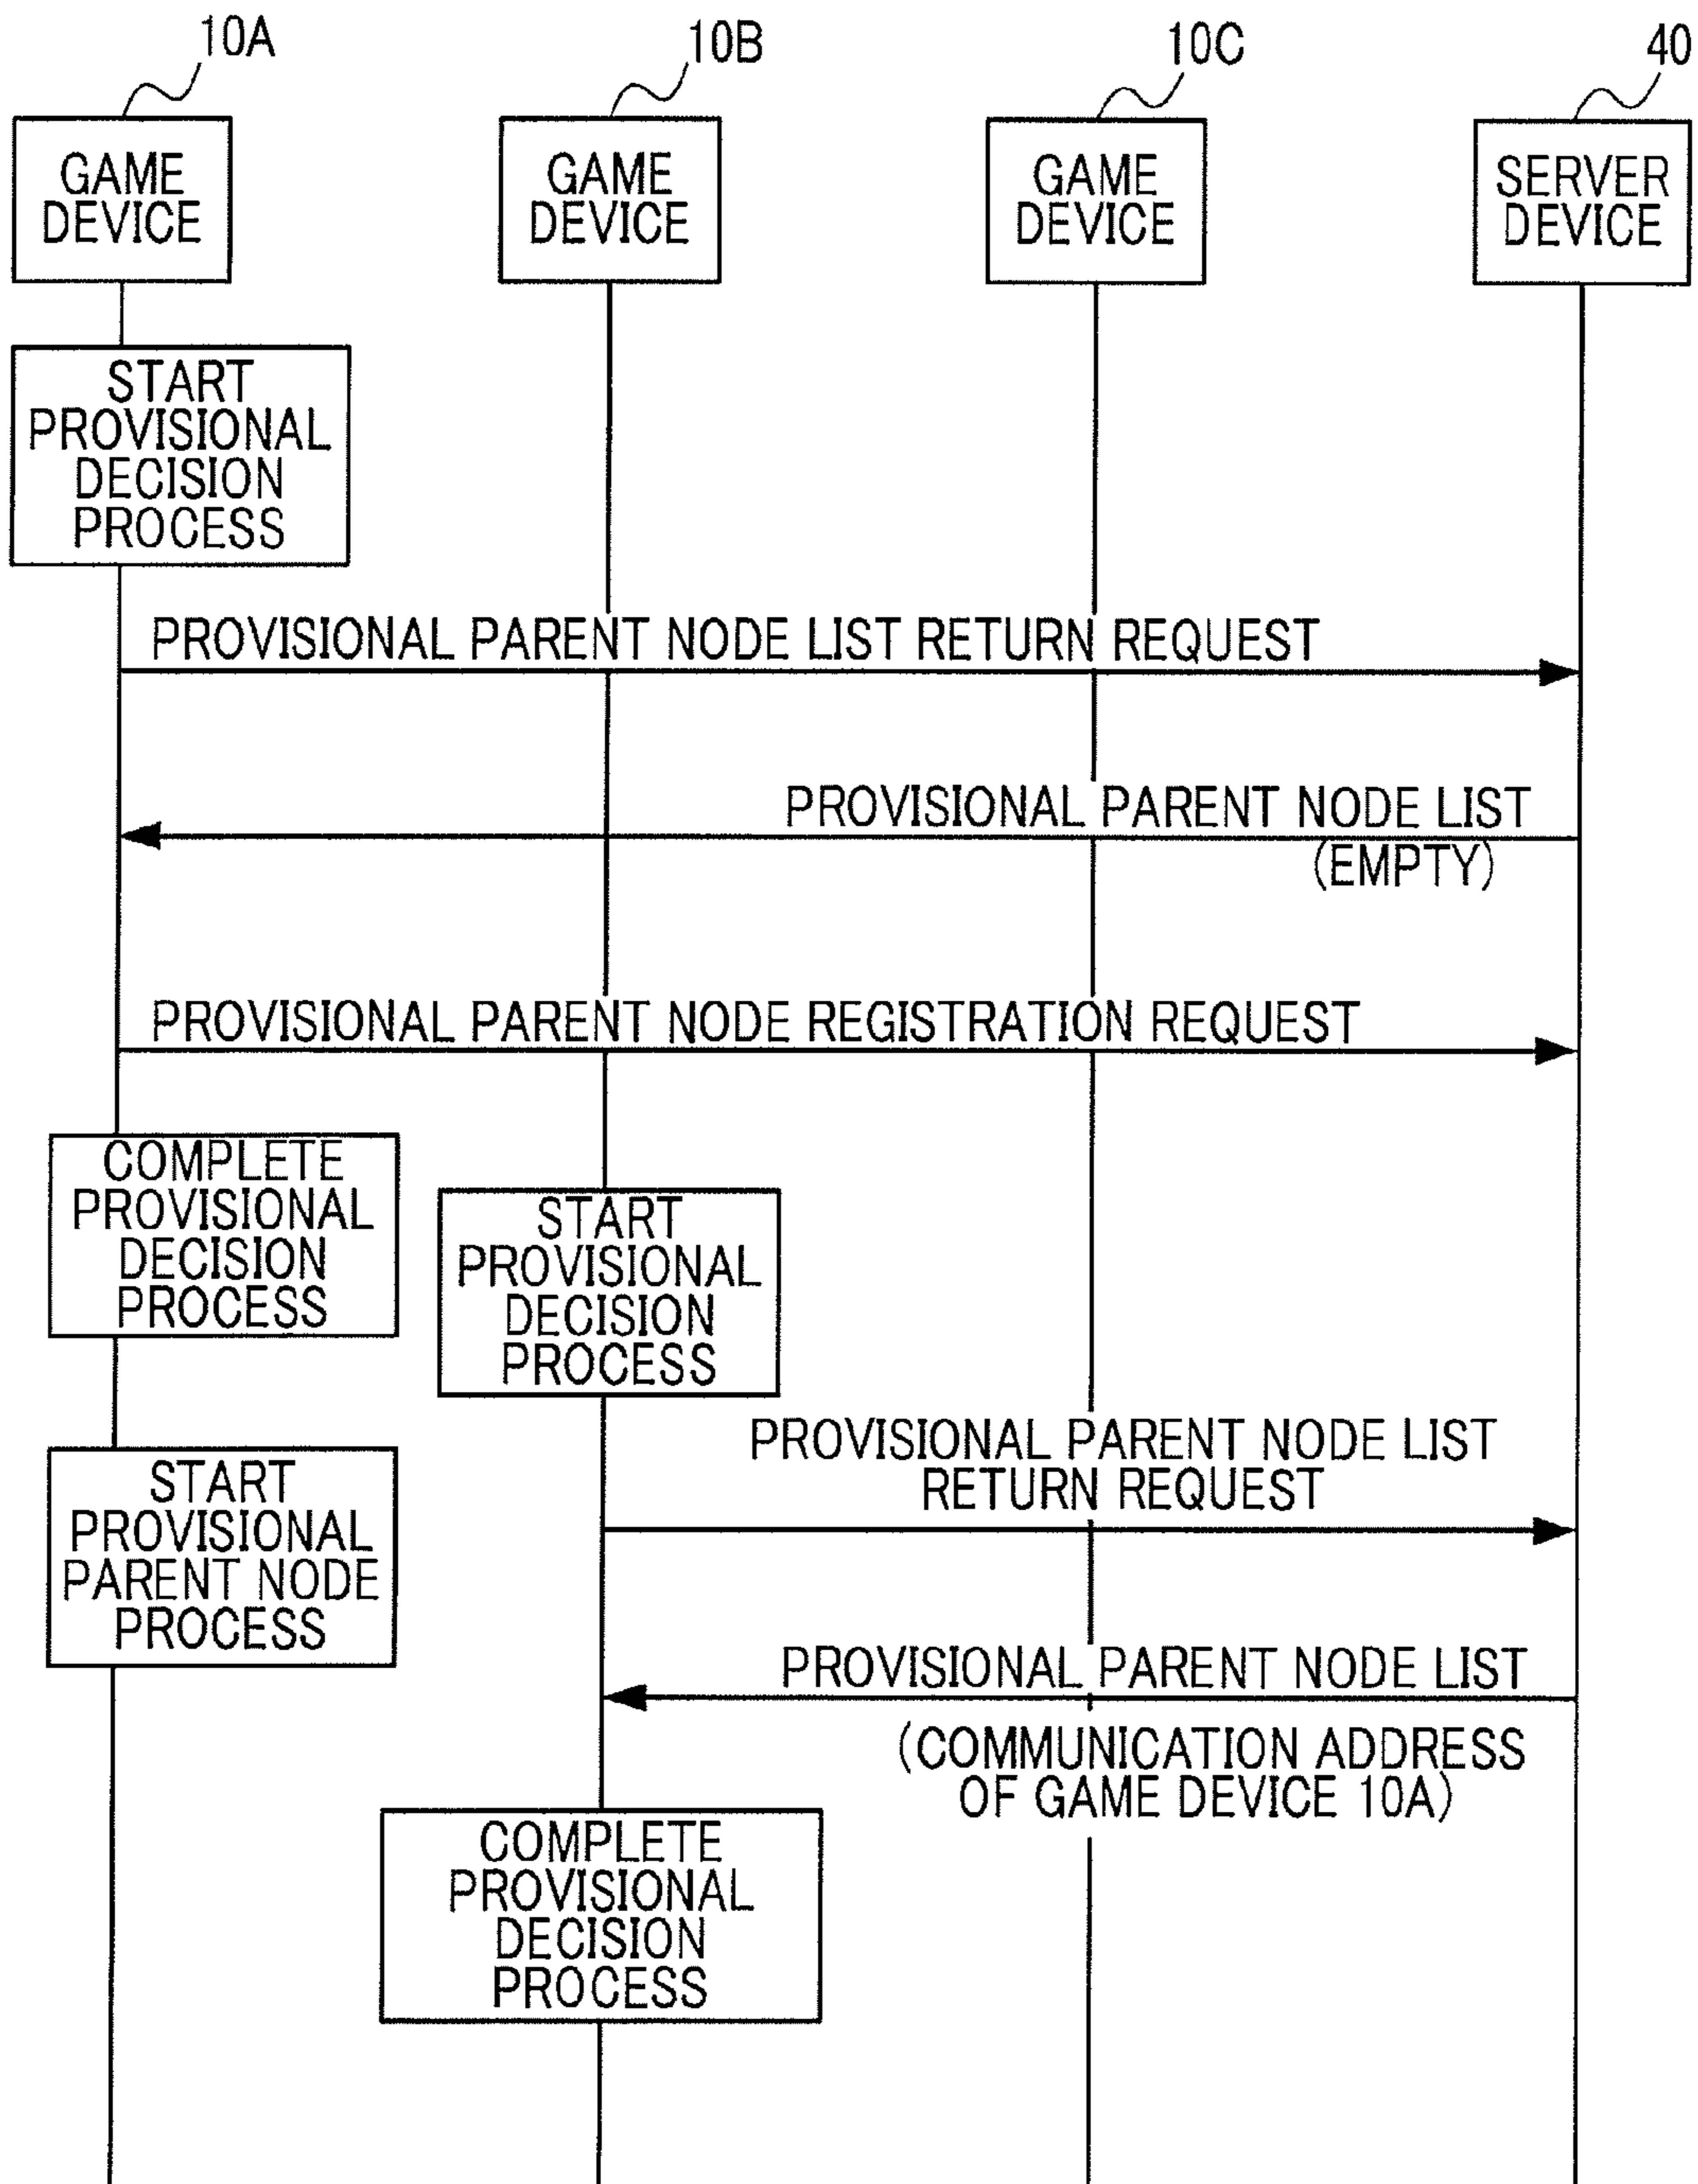 10A
10B
10C
40
GAME
DEVICE
GAME
DEVICE
GAME
DEVICE
SERVER
DEVICE
START
PROVISIONAL
DECISION
PROCESS
PROVISIONAL PARENT NODE LIST RETURN REQUEST
PROVISIONAL PARENT NODE LIST
(EMPTY)
PROVISIONAL PARENT NODE REGISTRATION REQUEST
COMPLETE
PROVISIONAL
DECISION
PROCESS
START
PROVISIONAL
DECISION
PROCESS
PROVISIONAL PARENT NODE LIST
RETURN REQUEST
START
PROVISIONAL
PARENT NODE
PROCESS
PROVISIONAL PARENT NODE LIST
(COMMUNICATION ADDRESS
OF GAME DEVICE 10A)
COMPLETE
PROVISIONAL
DECISION
PROCESS